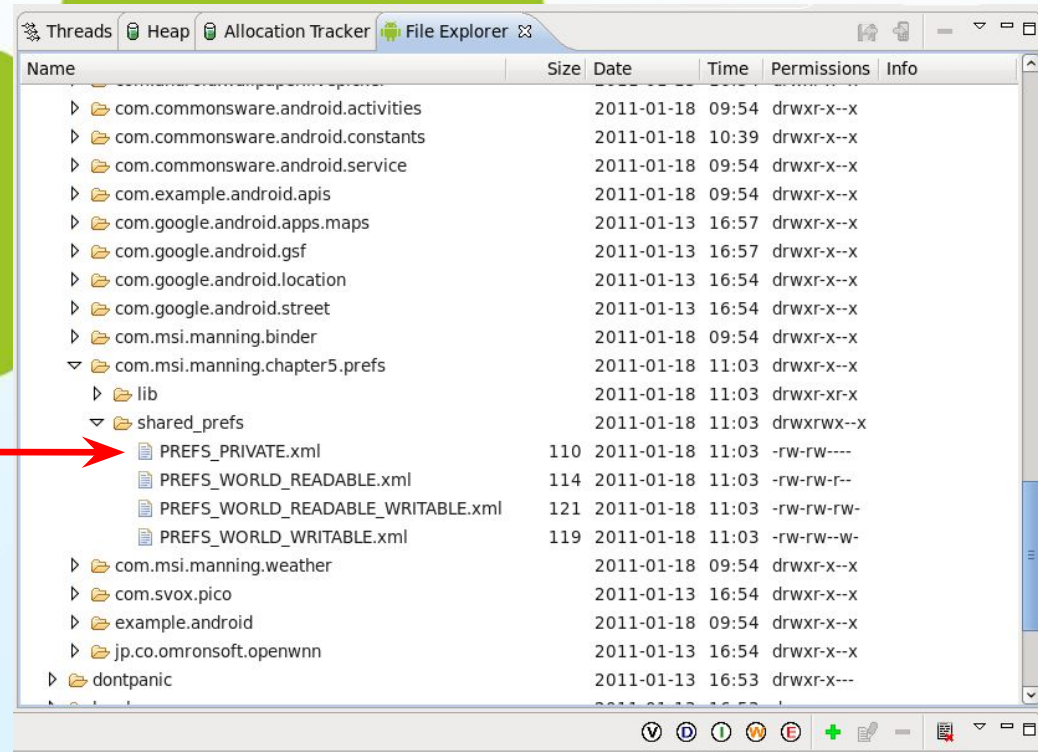 Threads Heap Allocation Tracker File Explorer
Name Size Date Time Permissions Info
com.commonsware.android.activities 2011-01-18 09:54 drwxr-x--x
com.commonsware.android.constants 2011-01-18 10:39 drwxr-x--x
com.commonsware.android.service 2011-01-18 09:54 drwxr-x--x
com.example.android.apis 2011-01-18 09:54 drwxr-x--x
com.google.android.apps.maps 2011-01-13 16:57 drwxr-x--x
com.google.android.gsf 2011-01-13 16:57 drwxr-x--x
com.google.android.location 2011-01-13 16:54 drwxr-x--x
com.google.android.street 2011-01-13 16:54 drwxr-x--x
com.msi.manning.binder 2011-01-18 09:54 drwxr-x--x
com.msi.manning.chapter5.prefs 2011-01-18 11:03 drwxr-x--x
lib 2011-01-18 11:03 drwxr-xr-x
shared_prefs 2011-01-18 11:03 drwxrwx--x
PREFS_PRIVATE.xml 110 2011-01-18 11:03 -rw-rw----
PREFS_WORLD_READABLE.xml 114 2011-01-18 11:03 -rw-rw-r--
PREFS_WORLD_READABLE_WRITABLE.xml 121 2011-01-18 11:03 -rw-rw-rw-
PREFS_WORLD_WRITABLE.xml 119 2011-01-18 11:03 -rw-rw--w-
com.msi.manning.weather 2011-01-18 09:54 drwxr-x--x
com.svox.pico 2011-01-13 16:54 drwxr-x--x
example.android 2011-01-18 09:54 drwxr-x--x
jp.co.omronsoft.openwnn 2011-01-13 16:54 drwxr-x--x
dontpanic 2011-01-13 16:53 drwxr-x---
V D I W E